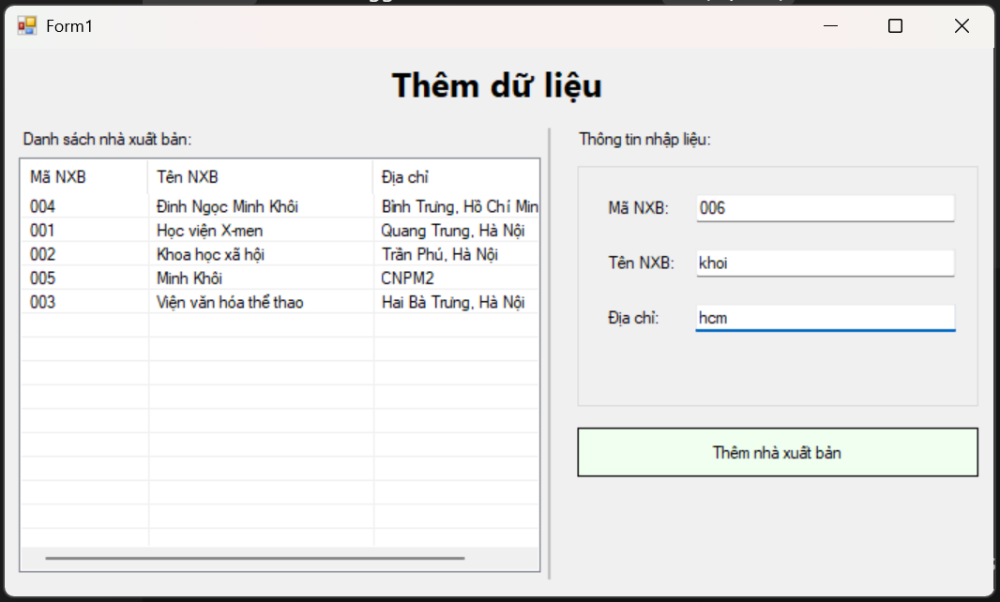 Form1
Thêm dữ liệu
Danh sách nhà xuất bản:
Mã NXB Tên NXB Địa chỉ
004 Đinh Ngọc Minh Khôi Bình Trưng, Hồ Chí Min
001 Học viện X-men Quang Trung, Hà Nội
002 Khoa học xã hội Trần Phú, Hà Nội
005 Minh Khôi CNPM2
003 Viện văn hóa thể thao Hai Bà Trưng, Hà Nội
Thông tin nhập liệu:
Mã NXB: 006
Tên NXB: khoi
Địa chỉ: hcm
Thêm nhà xuất bản